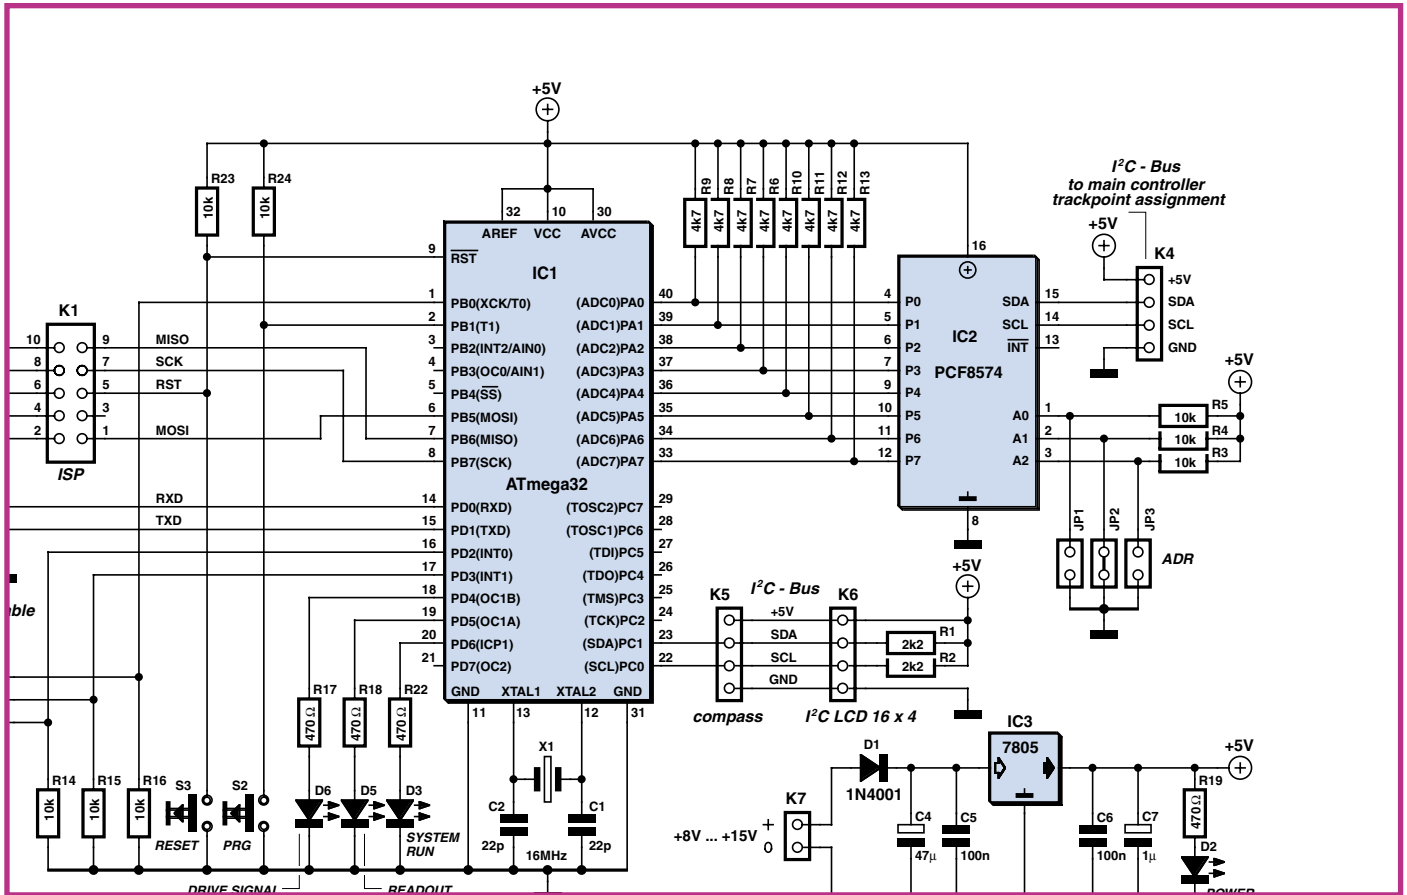 +5V
R23
10k
R24
10k
R9
4k7
R8
4k7
R7
4k7
R6
4k7
R10
4k7
R11
4k7
R12
4k7
R13
4k7
I²C - Bus
to main controller
trackpoint assignment
+5V
K4
+5V
SDA
SCL
GND
32
10
30
AREF
VCC
AVCC
9
RST
IC1
1
PB0(XCK/T0)
2
PB1(T1)
3
PB2(INT2/AIN0)
4
PB3(OC0/AIN1)
5
PB4(SS)
6
PB5(MOSI)
7
PB6(MISO)
8
PB7(SCK)
ATmega32
14
PD0(RXD)
15
PD1(TXD)
16
PD2(INT0)
17
PD3(INT1)
18
PD4(OC1B)
19
PD5(OC1A)
20
PD6(ICP1)
21
PD7(OC2)
(ADC0)PA0
40
(ADC1)PA1
39
(ADC2)PA2
38
(ADC3)PA3
37
(ADC4)PA4
36
(ADC5)PA5
35
(ADC6)PA6
34
(ADC7)PA7
33
(TOSC2)PC7
29
(TOSC1)PC6
28
(TDI)PC5
27
(TDO)PC4
26
(TMS)PC3
25
(TCK)PC2
24
(SDA)PC1
23
(SCL)PC0
22
GND
XTAL1
XTAL2
GND
11
13
12
31
16
4
P0
5
P1
6
P2
7
P3
9
P4
10
P5
11
P6
12
P7
IC2
PCF8574
SDA
15
SCL
14
INT
13
A0
1
A1
2
A2
3
8
+5V
10k
R5
10k
R4
10k
R3
JP1
JP2
JP3
ADR
K1
10
8
6
4
2
9
7
5
3
1
MISO
SCK
RST
MOSI
ISP
RXD
TXD
able
K5
I²C - Bus
K6
+5V
SDA
SCL
GND
compass
I²C LCD 16 x 4
+5V
2k2
R1
2k2
R2
R17
470 Ω
R18
470 Ω
R22
470 Ω
R14
10k
R15
10k
R16
10k
S3
RESET
S2
PRG
D6
D5
D3
SYSTEM
RUN
X1
C2
22p
C1
22p
16MHz
DRIVE SIGNAL
READOUT
IC3
7805
D1
1N4001
K7
+8V ... +15V
+
0
C4
47µ
C5
100n
C6
100n
C7
1µ
+5V
R19
470 Ω
D2
POWER